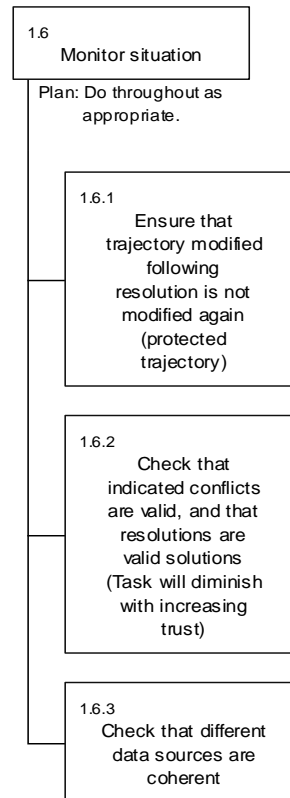 1.6
Monitor situation
Plan: Do throughout as
appropriate.
1.6.1
Ensure that
trajectory modified
following
resolution is not
modified again
(protected
trajectory)
1.6.2
Check that
indicated conflicts
are valid, and that
resolutions are
valid solutions
(Task will diminish
with increasing
trust)
1.6.3
Check that different
data sources are
coherent